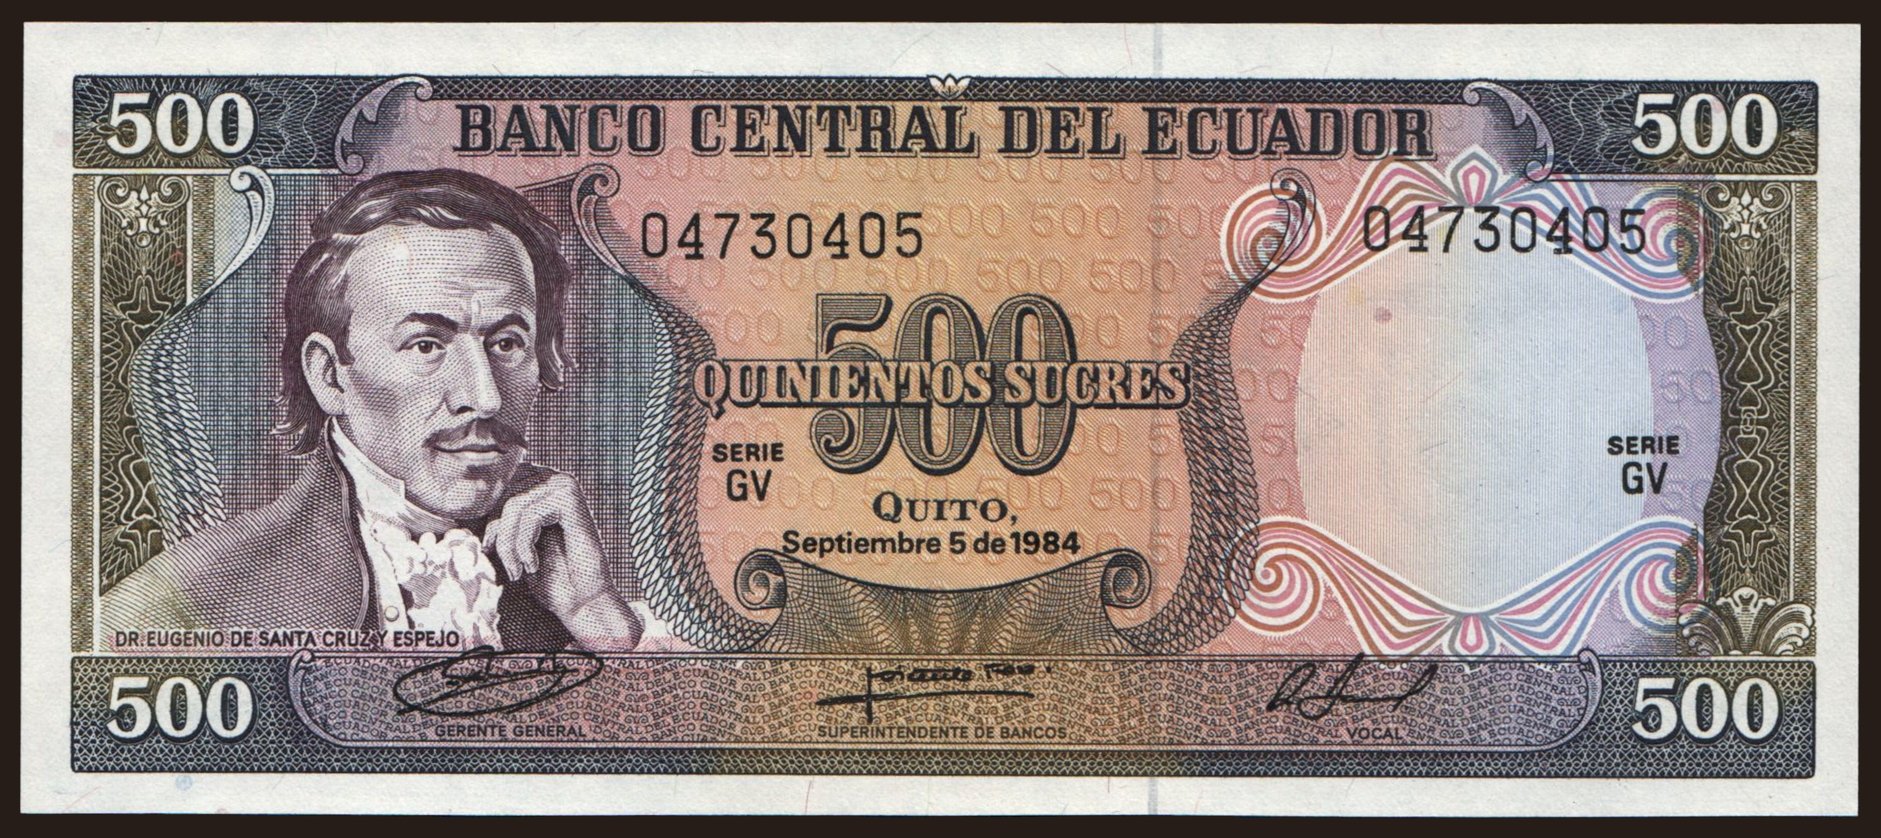 500 BANCO CENTRAL DEL ECUADOR 500
04730405 04730405
500
QUINIENTOS SUCRES
SERIE
GV
SERIE
GV
QUITO,
Septiembre 5 de 1984
DR. EUGENIO DE SANTA CRUZ Y ESPEJO
500 500
GERENTE GENERAL SUPERINTENDENTE DE BANCOS VOCAL